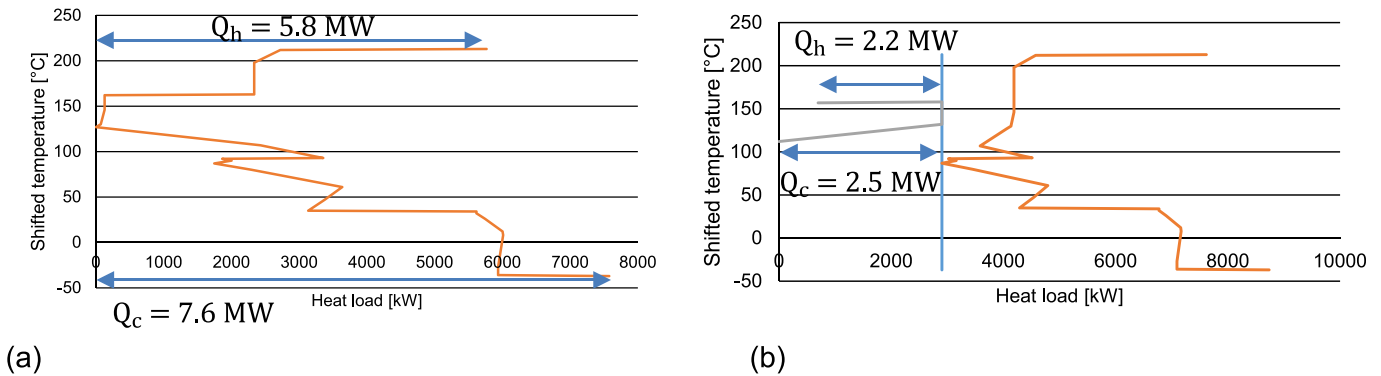 250
Qh = 5.8 MW
200
150
100
50
0
-50
Shifted temperature [°C]
0 1000 2000 3000 4000 5000 6000 7000 8000
Heat load [kW]
Qc = 7.6 MW
(a)
250
Qh = 2.2 MW
200
150
100
50
0
-50
Shifted temperature [°C]
Qc = 2.5 MW
0 2000 4000 6000 8000 10000
Heat load [kW]
(b)